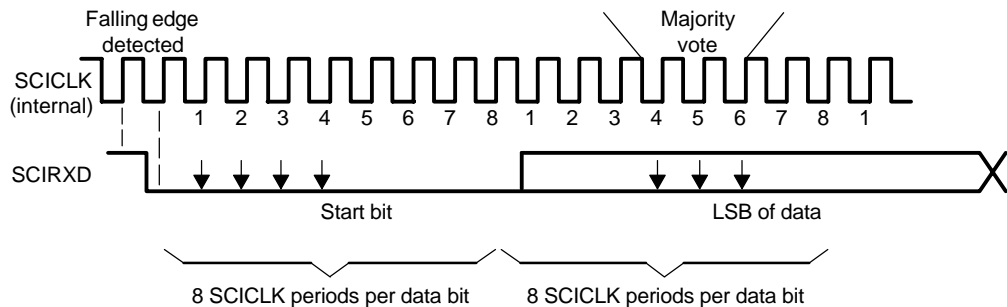 Falling edge
detected
Majority
vote
SCICLK
(internal)
1 2 3 4 5 6 7 8 1 2 3 4 5 6 7 8 1
SCIRXD
Start bit
LSB of data
8 SCICLK periods per data bit
8 SCICLK periods per data bit